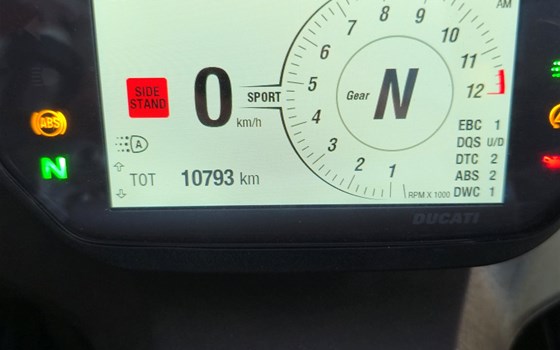 AM
8 9
7 10
6 11
5 12
4
3
2
1
SIDE
STAND
0
km/h
SPORT
Gear N
ABS
N
A
TOT 10793 km
RPM X 1000
EBC 1
DQS U/D
DTC 2
ABS 2
DWC 1
DUCATI